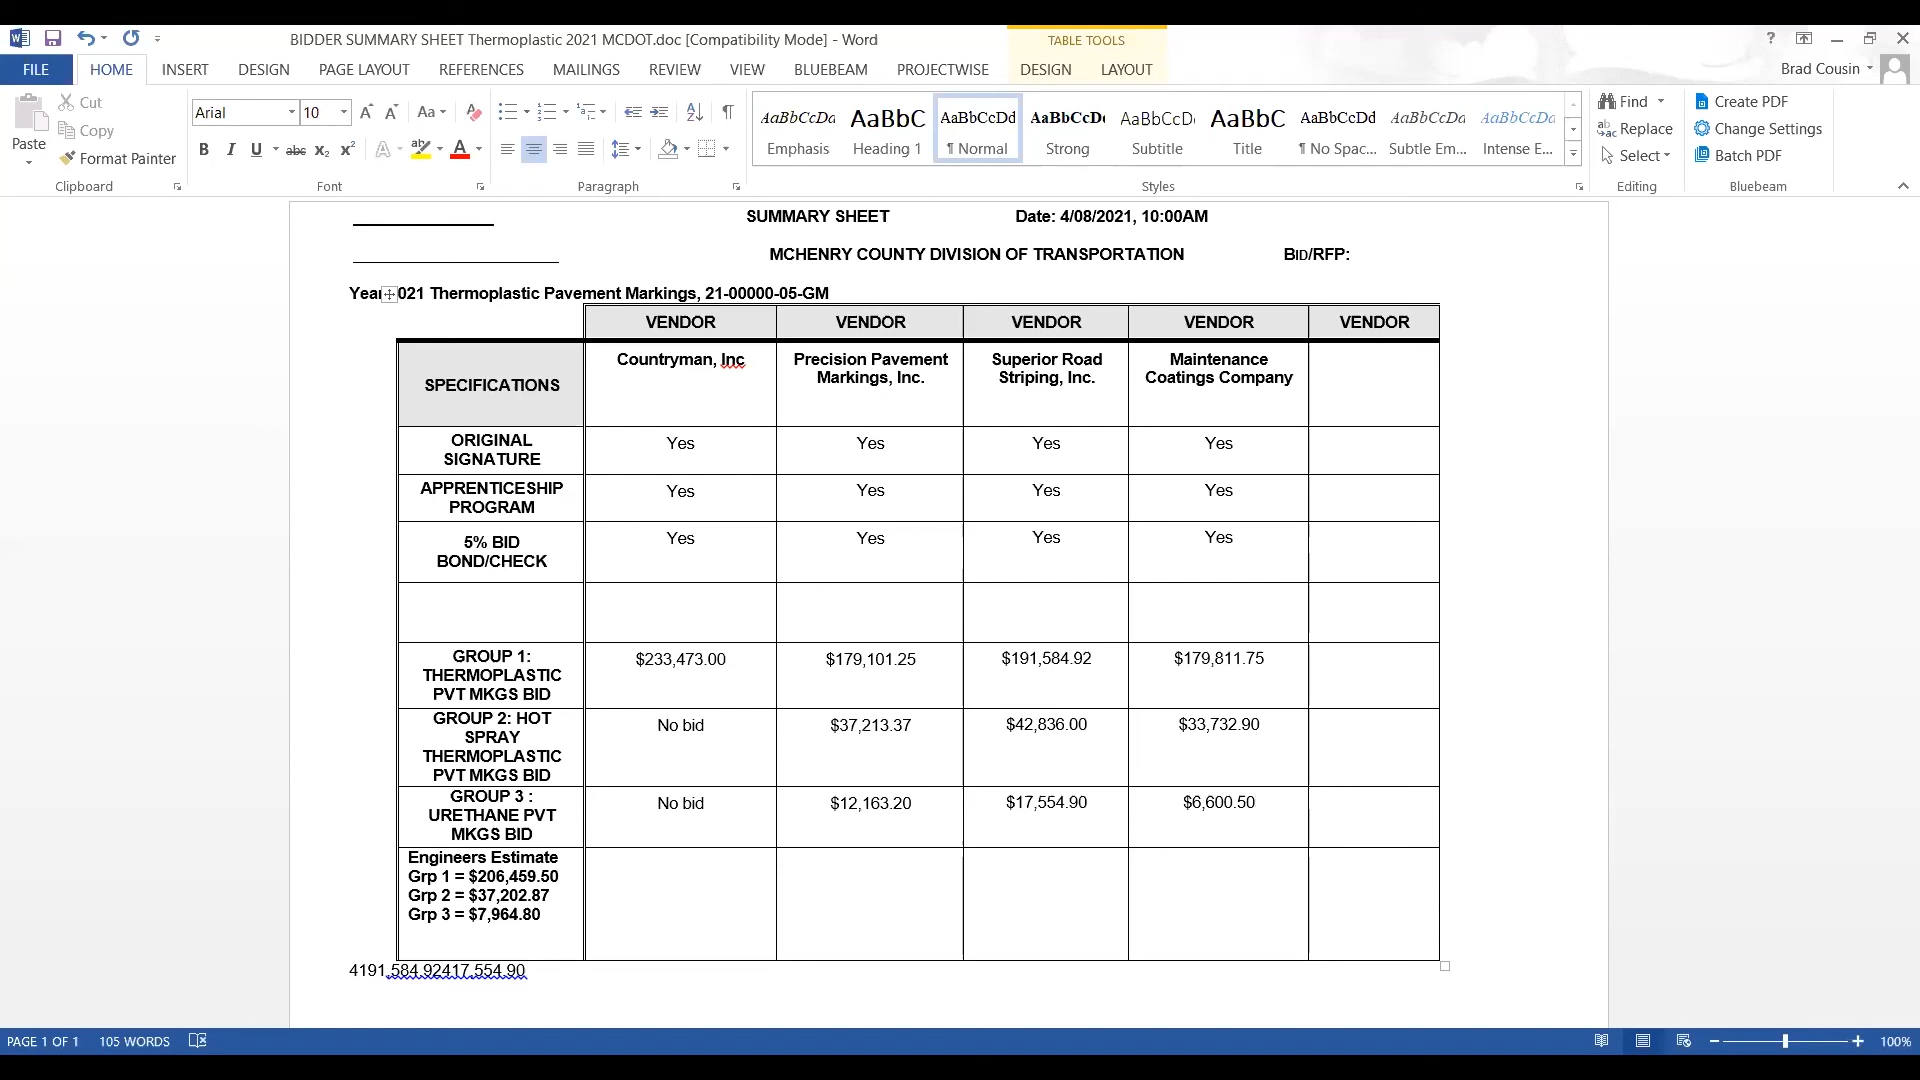 BIDDER SUMMARY SHEET Thermoplastic 2021 MCDOT.doc [Compatibility Mode] - Word
TABLE TOOLS
?
FILE HOME INSERT DESIGN PAGE LAYOUT REFERENCES MAILINGS REVIEW VIEW BLUEBEAM PROJECTWISE DESIGN LAYOUT
Brad Cousin
Paste
Cut
Copy
Format Painter
Clipboard
Arial 10
Font
Paragraph
AaBbCcDd Emphasis
AaBbC Heading 1
AaBbCcDd ¶ Normal
AaBbCcDc Strong
AaBbCcD Subtitle
AaBbC Title
AaBbCcDd ¶ No Spac...
AaBbCcDd Subtle Em...
AaBbCcDd Intense E...
Styles
Find
Replace
Select
Editing
Create PDF
Change Settings
Batch PDF
Bluebeam
SUMMARY SHEET Date: 4/08/2021, 10:00AM
MCHENRY COUNTY DIVISION OF TRANSPORTATION BID/RFP:
Year 021 Thermoplastic Pavement Markings, 21-00000-05-GM
VENDOR VENDOR VENDOR VENDOR VENDOR
SPECIFICATIONS
Countryman, Inc
Precision Pavement
Markings, Inc.
Superior Road
Striping, Inc.
Maintenance
Coatings Company
ORIGINAL
SIGNATURE
Yes Yes Yes Yes
APPRENTICESHIP
PROGRAM
Yes Yes Yes Yes
5% BID
BOND/CHECK
Yes Yes Yes Yes
GROUP 1:
THERMOPLASTIC
PVT MKGS BID
$233,473.00 $179,101.25 $191,584.92 $179,811.75
GROUP 2: HOT
SPRAY
THERMOPLASTIC
PVT MKGS BID
No bid $37,213.37 $42,836.00 $33,732.90
GROUP 3 :
URETHANE PVT
MKGS BID
No bid $12,163.20 $17,554.90 $6,600.50
Engineers Estimate
Grp 1 = $206,459.50
Grp 2 = $37,202.87
Grp 3 = $7,964.80
4191,584.92417,554.90
PAGE 1 OF 1 105 WORDS
100%